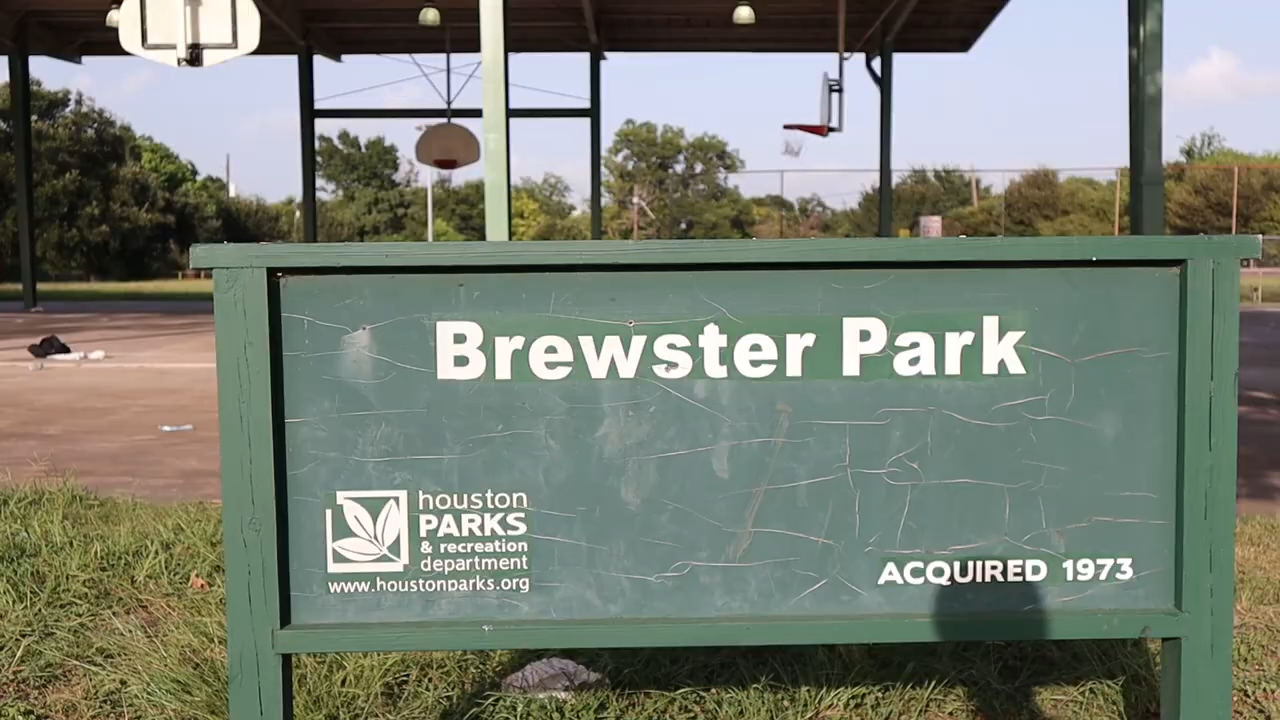 Brewster Park
houston
PARKS
& recreation
department
www.houstonparks.org
ACQUIRED 1973